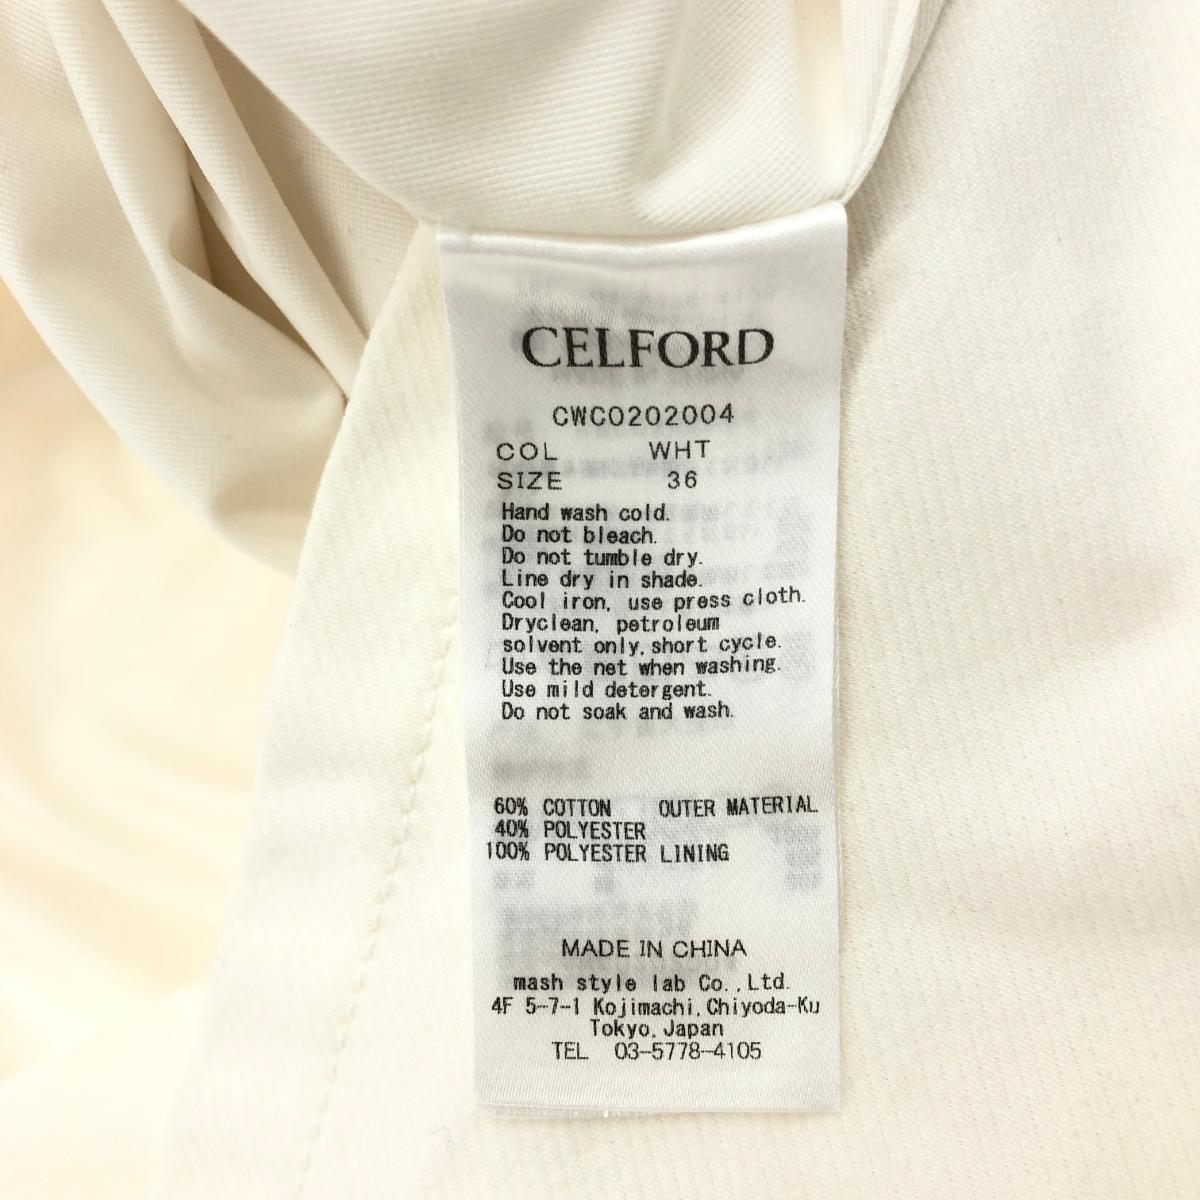 CELFORD
CWC0202004
COL WHT
SIZE 36
Hand wash cold.
Do not bleach.
Do not tumble dry.
Line dry in shade.
Cool iron, use press cloth.
Dryclean, petroleum
solvent only, short cycle.
Use the net when washing.
Use mild detergent.
Do not soak and wash.
60% COTTON OUTER MATERIAL
40% POLYESTER
100% POLYESTER LINING
MADE IN CHINA
mash style lab Co.,Ltd.
4F 5-7-1 Kojimachi, Chiyoda-Ku
Tokyo, Japan
TEL 03-5778-4105